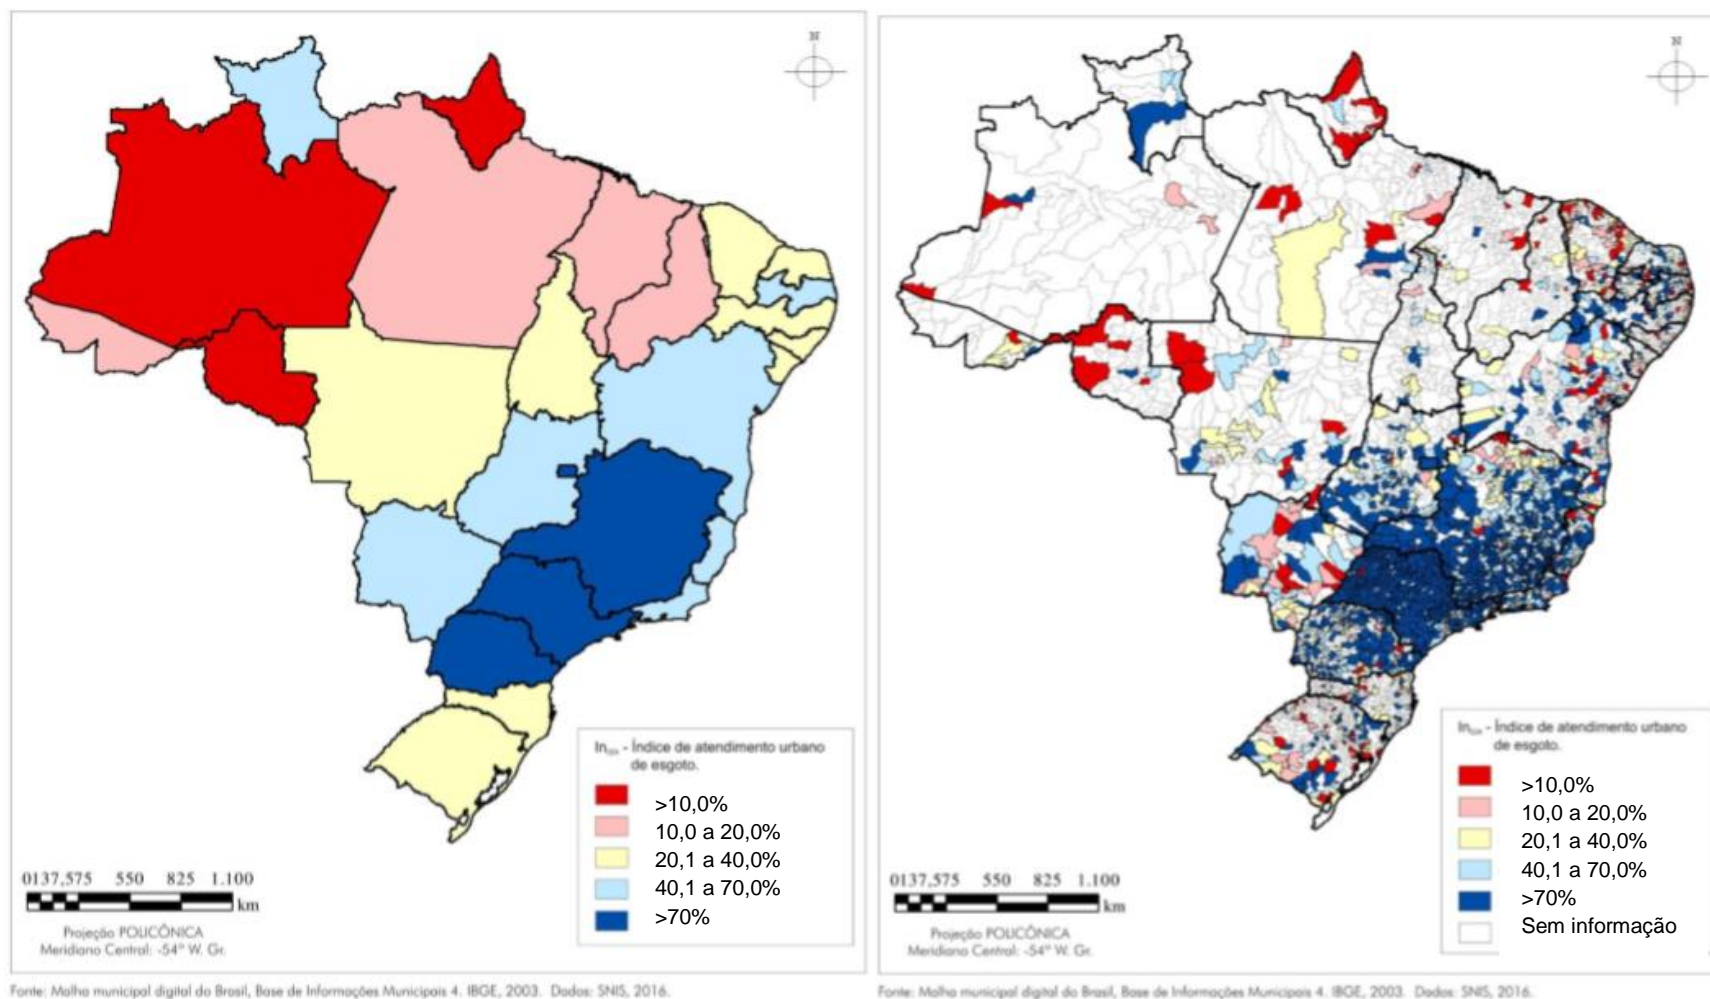 N
In - Índice de atendimento urbano
de esgoto.
>10,0%
10,0 a 20,0%
20,1 a 40,0%
40,1 a 70,0%
>70%
0137,575 550 825 1.100
km
Projeção POLICÔNICA
Meridiano Central: -54° W. Gr.
Fonte: Malha municipal digital do Brasil, Base de Informações Municipais 4. IBGE, 2003. Dados: SNIS, 2016.
N
In - Índice de atendimento urbano
de esgoto.
>10,0%
10,0 a 20,0%
20,1 a 40,0%
40,1 a 70,0%
>70%
Sem informação
0137,575 550 825 1.100
km
Projeção POLICÔNICA
Meridiano Central: -54° W. Gr.
Fonte: Malha municipal digital do Brasil, Base de Informações Municipais 4. IBGE, 2003. Dados: SNIS, 2016.